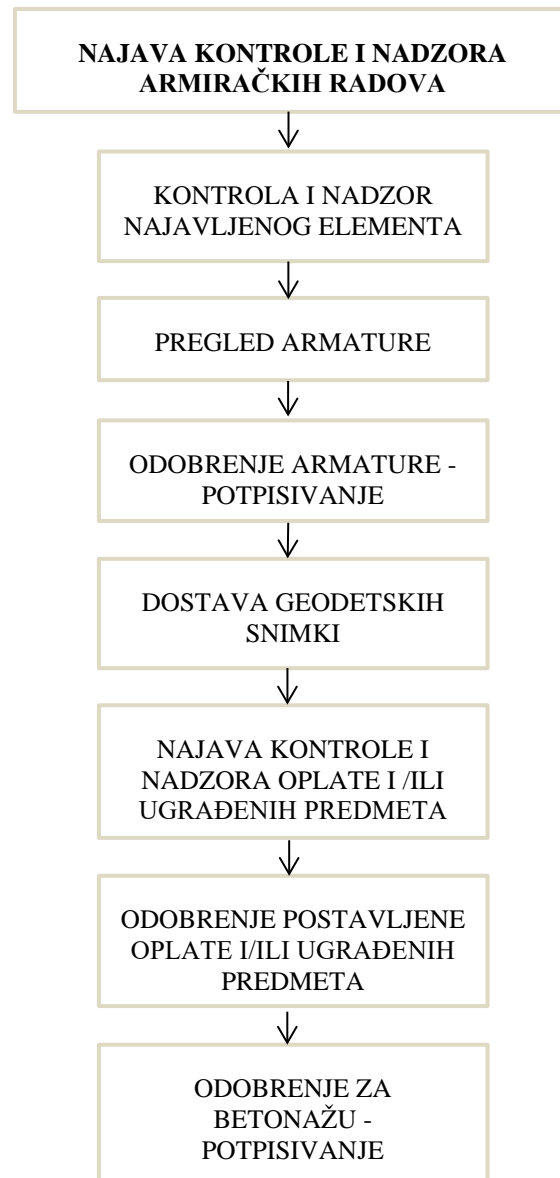 NAJAVA KONTROLE I NADZORA
ARMIRAČKIH RADOVA
KONTROLA I NADZOR
NAJAVLJENOG ELEMENTA
PREGLED ARMATURE
ODOBRENJE ARMATURE -
POTPISIVANJE
DOSTAVA GEODETSKIH
SNIMKI
NAJAVA KONTROLE I
NADZORA OPLATE I /ILI
UGRAĐENIH PREDMETA
ODOBRENJE POSTAVLJENE
OPLATE I/ILI UGRAĐENIH
PREDMETA
ODOBRENJE ZA
BETONAŽU -
POTPISIVANJE